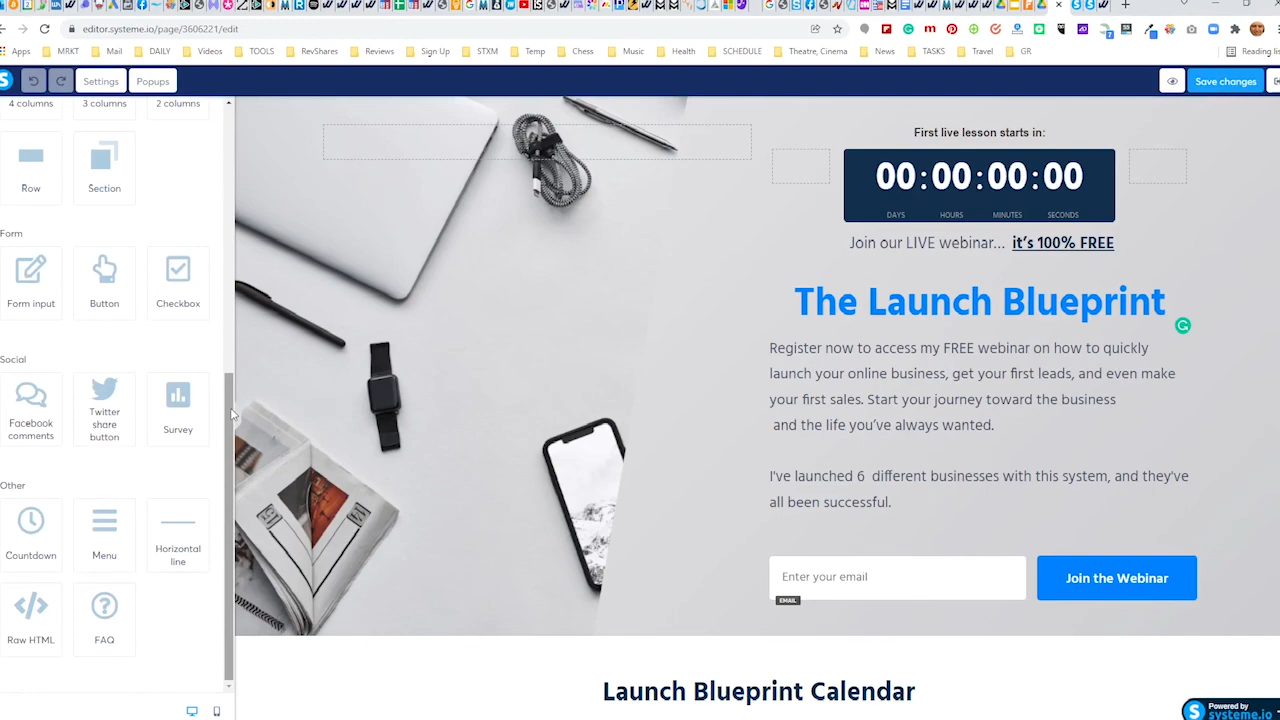 editor.systeme.io/page/3606221/edit
Apps MRKT Mail DAILY Videos TOOLS RevShares Reviews Sign Up STXM Temp Chess Music Health SCHEDULE Theatre, Cinema News TASKS Travel GR Reading
Settings Popups Save changes
4 columns 3 columns 2 columns
Row Section
Form
Form input Button Checkbox
Social
Facebook comments
Twitter share button
Survey
Other
Countdown Menu
Horizontal line
Raw HTML FAQ
First live lesson starts in:
00:00:00:00
DAYS HOURS MINUTES SECONDS
Join our LIVE webinar... it's 100% FREE
The Launch Blueprint
Register now to access my FREE webinar on how to quickly
launch your online business, get your first leads, and even make
your first sales. Start your journey toward the business
and the life you've always wanted.
I've launched 6 different businesses with this system, and they've
all been successful.
Enter your email
EMAIL
Join the Webinar
Launch Blueprint Calendar
Powered by
systeme.io